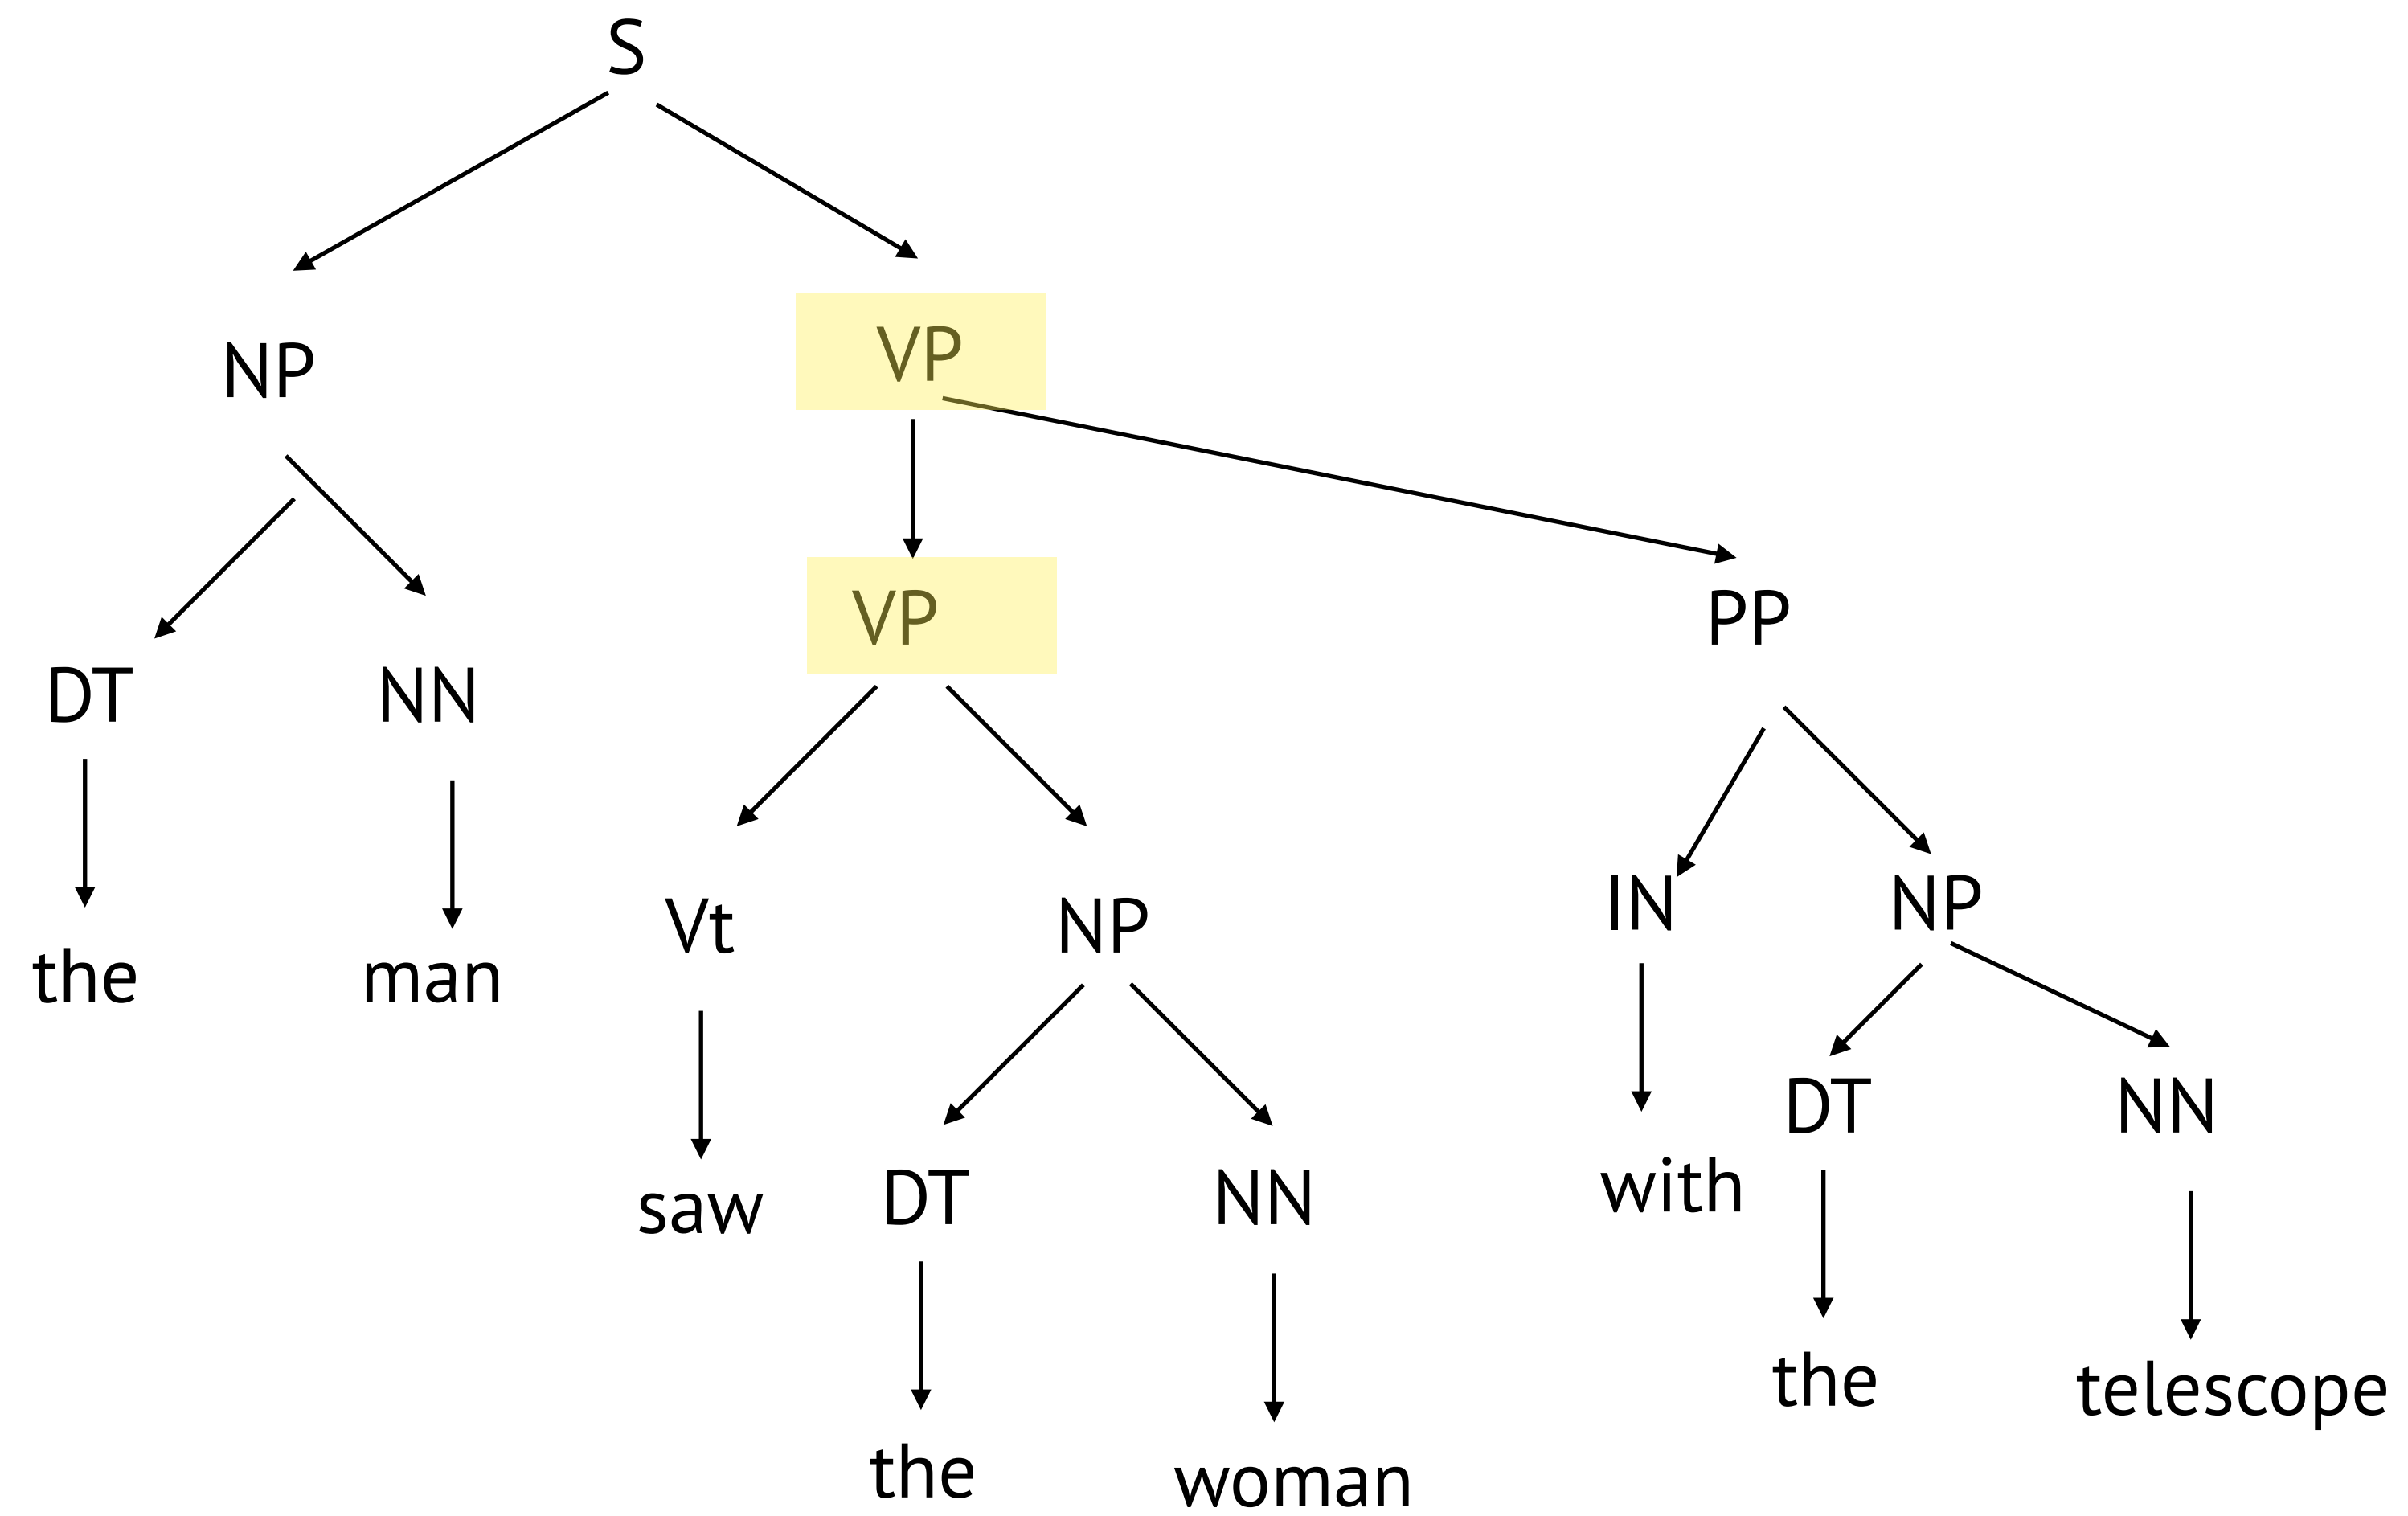 S
NP VP
VP PP
DT NN
Vt NP IN NP
the man
DT NN
saw DT NN with
the telescope
the woman